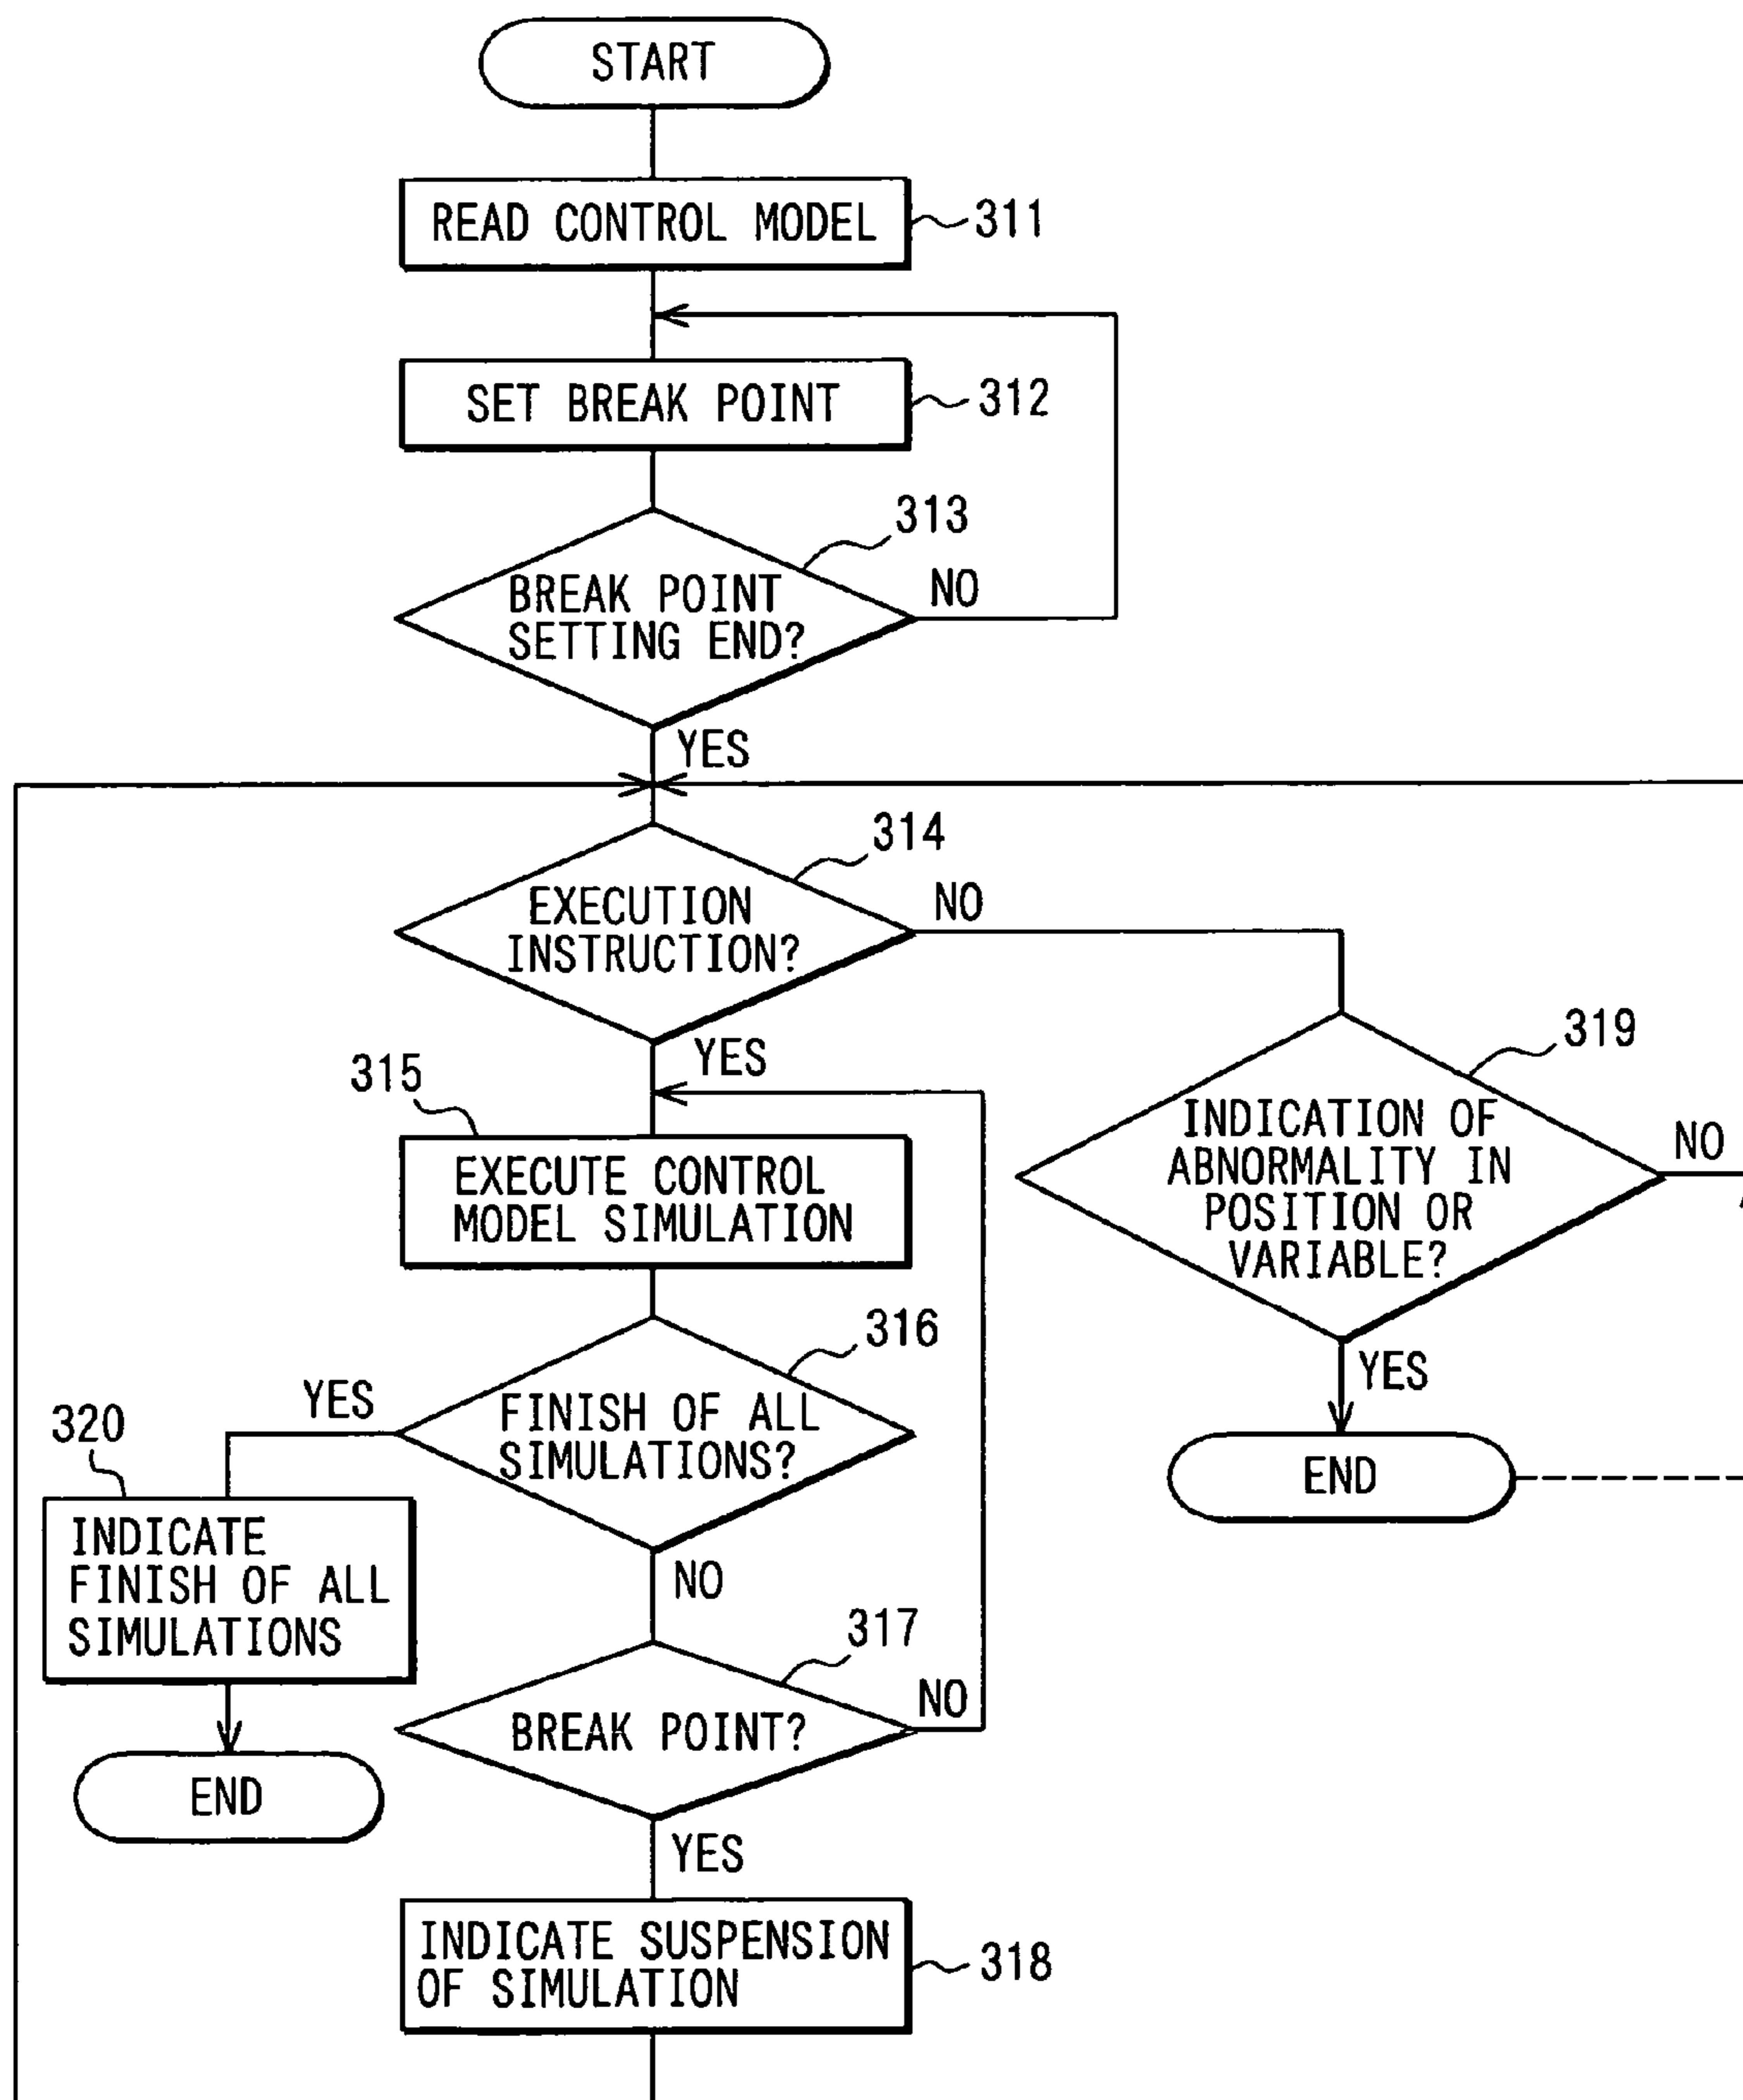 START
READ CONTROL MODEL
311
SET BREAK POINT
312
313
BREAK POINT
SETTING END?
NO
YES
314
EXECUTION
INSTRUCTION?
NO
YES
315
EXECUTE CONTROL
MODEL SIMULATION
319
INDICATION OF
ABNORMALITY IN
POSITION OR
VARIABLE?
NO
YES
END
316
FINISH OF ALL
SIMULATIONS?
YES
320
INDICATE
FINISH OF ALL
SIMULATIONS
END
NO
317
BREAK POINT?
NO
YES
INDICATE SUSPENSION
OF SIMULATION
318